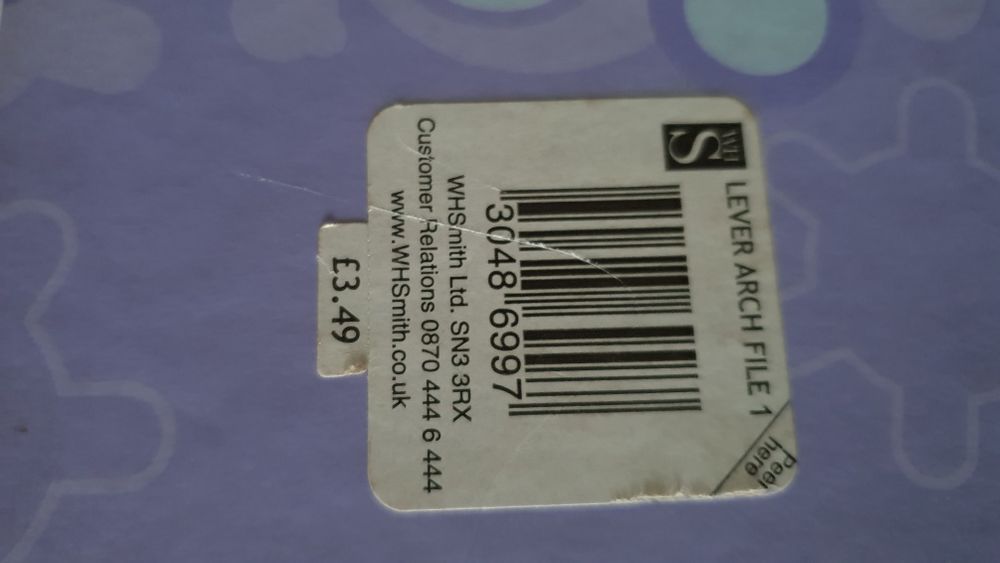 WH
S
LEVER ARCH FILE 1
peel
here
3048 6997
WHSmith Ltd. SN3 3RX
Customer Relations 0870 444 6 444
www.WHSmith.co.uk
£3.49